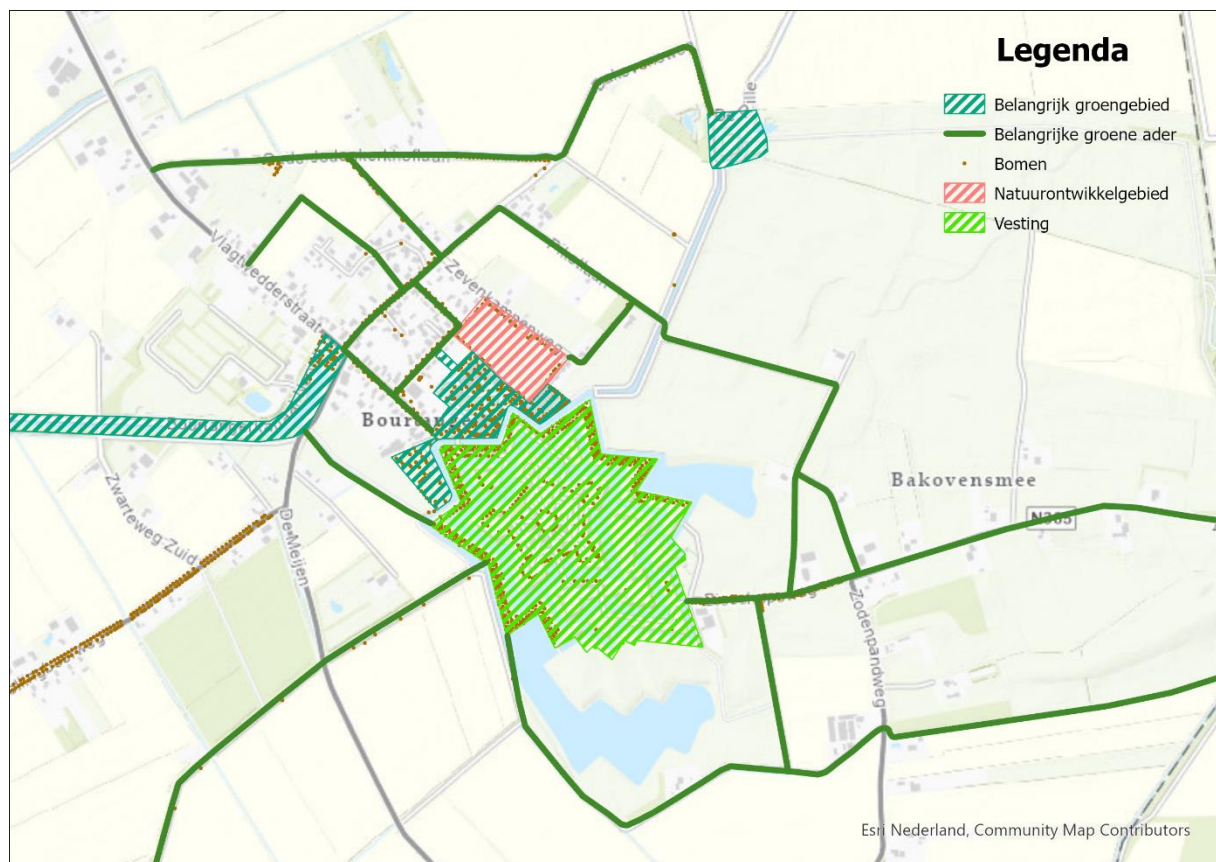 Legenda
Belangrijk groengebied
Belangrijke groene ader
Bomen
Natuurontwikkelgebied
Vesting
Vlagtwedderstraat
Zevenkampenweg
Bakovensmee
N365
Zwarteweg-Zuid
De Meijen
Zodenpandweg
Esri Nederland, Community Map Contributors